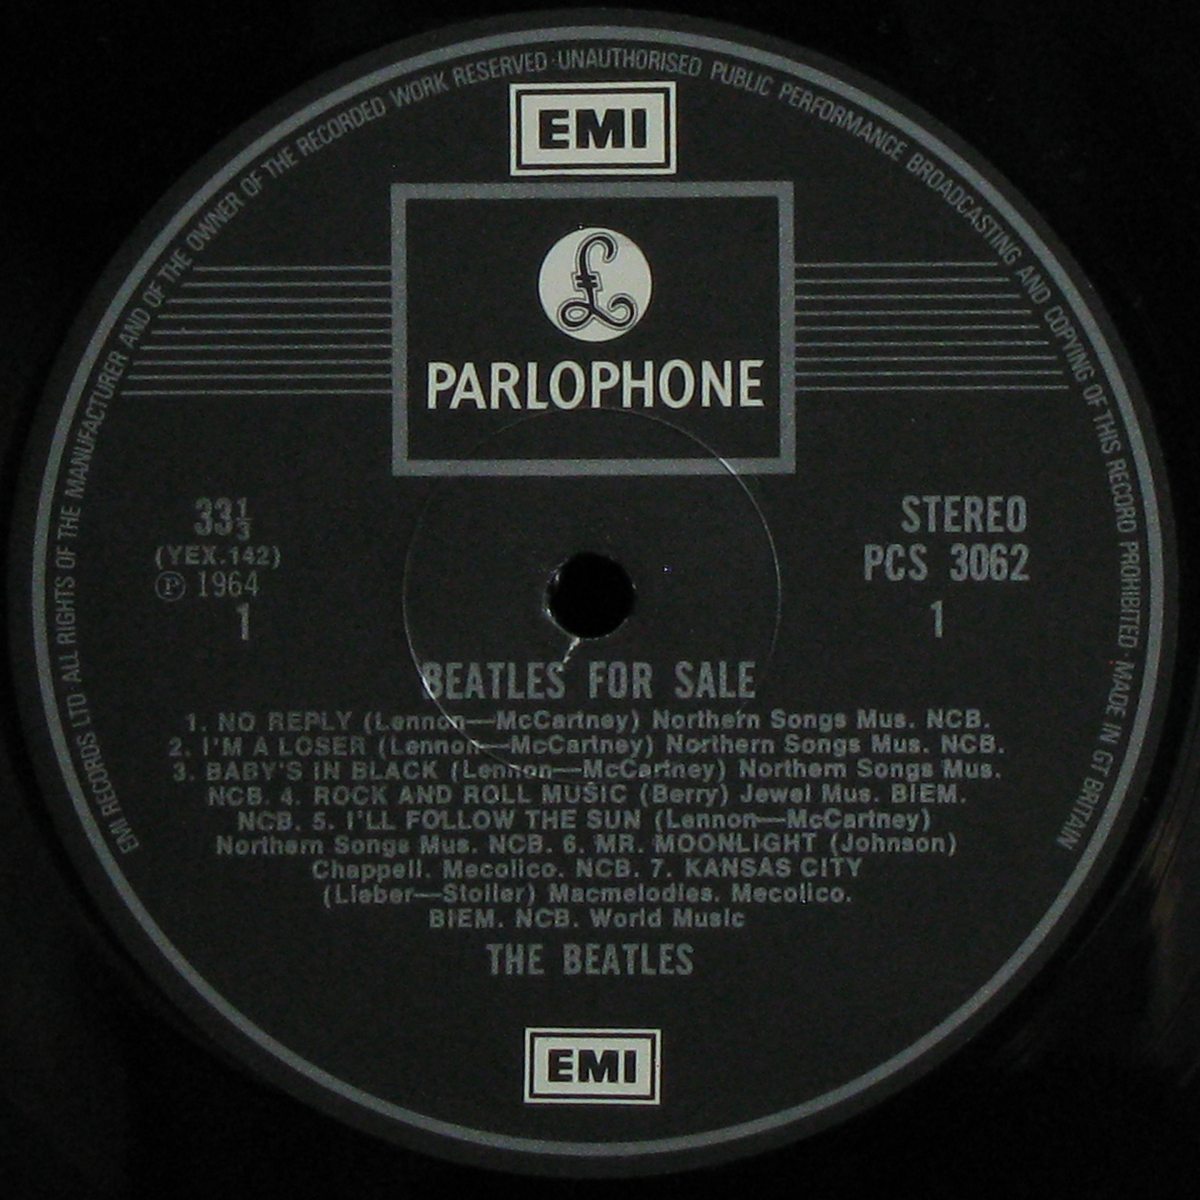 EMI RECORDS LTD·ALL RIGHTS OF THE MANUFACTURER AND OF THE OWNER OF THE RECORDED WORK RESERVED·UNAUTHORISED PUBLIC PERFORMANCE BROADCASTING AND COPYING OF THIS RECORD PROHIBITED·MADE IN GT BRITAIN
EMI
£
PARLOPHONE
33⅓
(YEX.142)
Ⓟ 1964
1
STEREO
PCS 3062
1
BEATLES FOR SALE
1. NO REPLY (Lennon—McCartney) Northern Songs Mus. NCB.
2. I'M A LOSER (Lennon—McCartney) Northern Songs Mus. NCB.
3. BABY'S IN BLACK (Lennon—McCartney) Northern Songs Mus.
NCB. 4. ROCK AND ROLL MUSIC (Berry) Jewel Mus. BIEM.
NCB. 5. I'LL FOLLOW THE SUN (Lennon—McCartney)
Northern Songs Mus. NCB. 6. MR. MOONLIGHT (Johnson)
Chappell. Mecolico. NCB. 7. KANSAS CITY
(Lieber—Stoller) Macmelodies. Mecolico.
BIEM. NCB. World Music
THE BEATLES
EMI